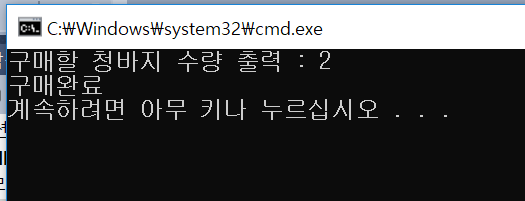 C:₩Windows₩system32₩cmd.exe
구매할 청바지 수량 출력 : 2
구매완료
계속하려면 아무 키나 누르십시오 . . .